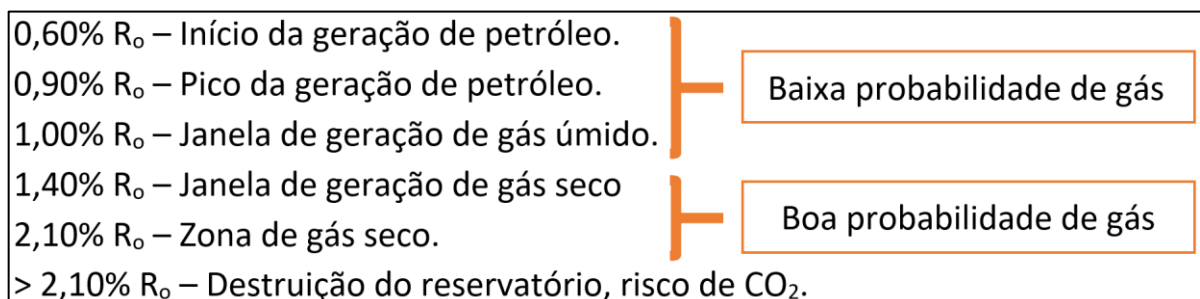 0,60% Rₒ – Início da geração de petróleo.
0,90% Rₒ – Pico da geração de petróleo.
1,00% Rₒ – Janela de geração de gás úmido.
Baixa probabilidade de gás
1,40% Rₒ – Janela de geração de gás seco
2,10% Rₒ – Zona de gás seco.
Boa probabilidade de gás
> 2,10% Rₒ – Destruição do reservatório, risco de CO₂.